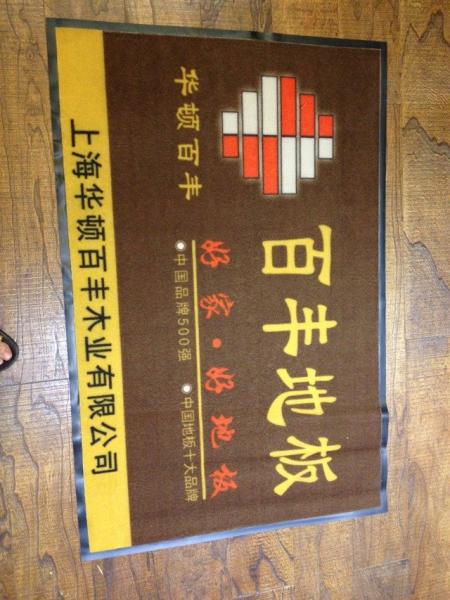 华顿百丰
百丰地板
好家·好地板
●中国品牌500强 ●中国地板十大品牌
上海华顿百丰木业有限公司